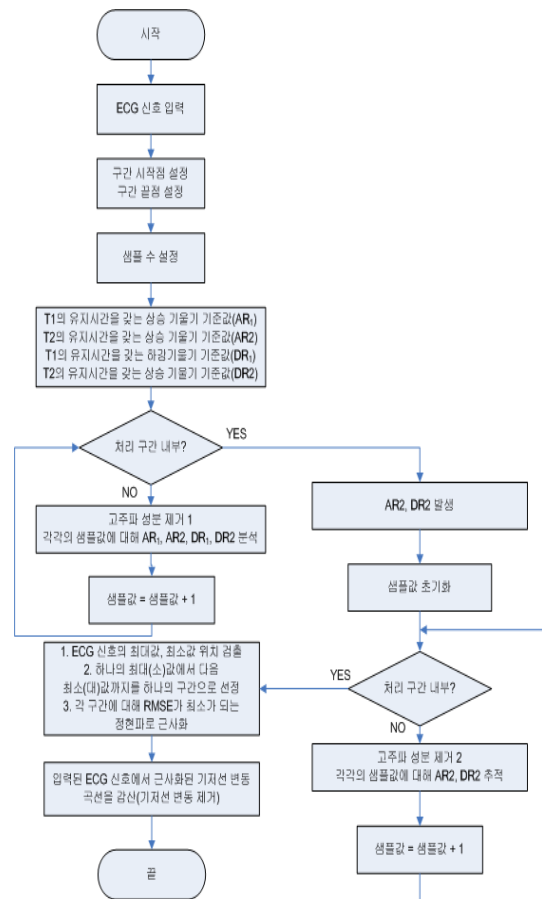 시작
ECG 신호 입력
구간 시작점 설정
구간 끝점 설정
샘플 수 설정
T1의 유지시간을 갖는 상승 기울기 기준값(AR₁)
T2의 유지시간을 갖는 상승 기울기 기준값(AR2)
T1의 유지시간을 갖는 하강기울기 기준값(DR₁)
T2의 유지시간을 갖는 상승 기울기 기준값(DR2)
처리 구간 내부?
YES
NO
고주파 성분 제거 1
각각의 샘플값에 대해 AR₁, AR2, DR₁, DR2 분석
샘플값 = 샘플값 + 1
AR2, DR2 발생
샘플값 초기화
처리 구간 내부?
YES
NO
고주파 성분 제거 2
각각의 샘플값에 대해 AR2, DR2 추적
샘플값 = 샘플값 + 1
1. ECG 신호의 최대값, 최소값 위치 검출
2. 하나의 최대(소)값에서 다음
최소(대)값까지를 하나의 구간으로 선정
3. 각 구간에 대해 RMSE가 최소가 되는
정현파로 근사화
입력된 ECG 신호에서 근사화된 기저선 변동
곡선을 감산(기저선 변동 제거)
끝